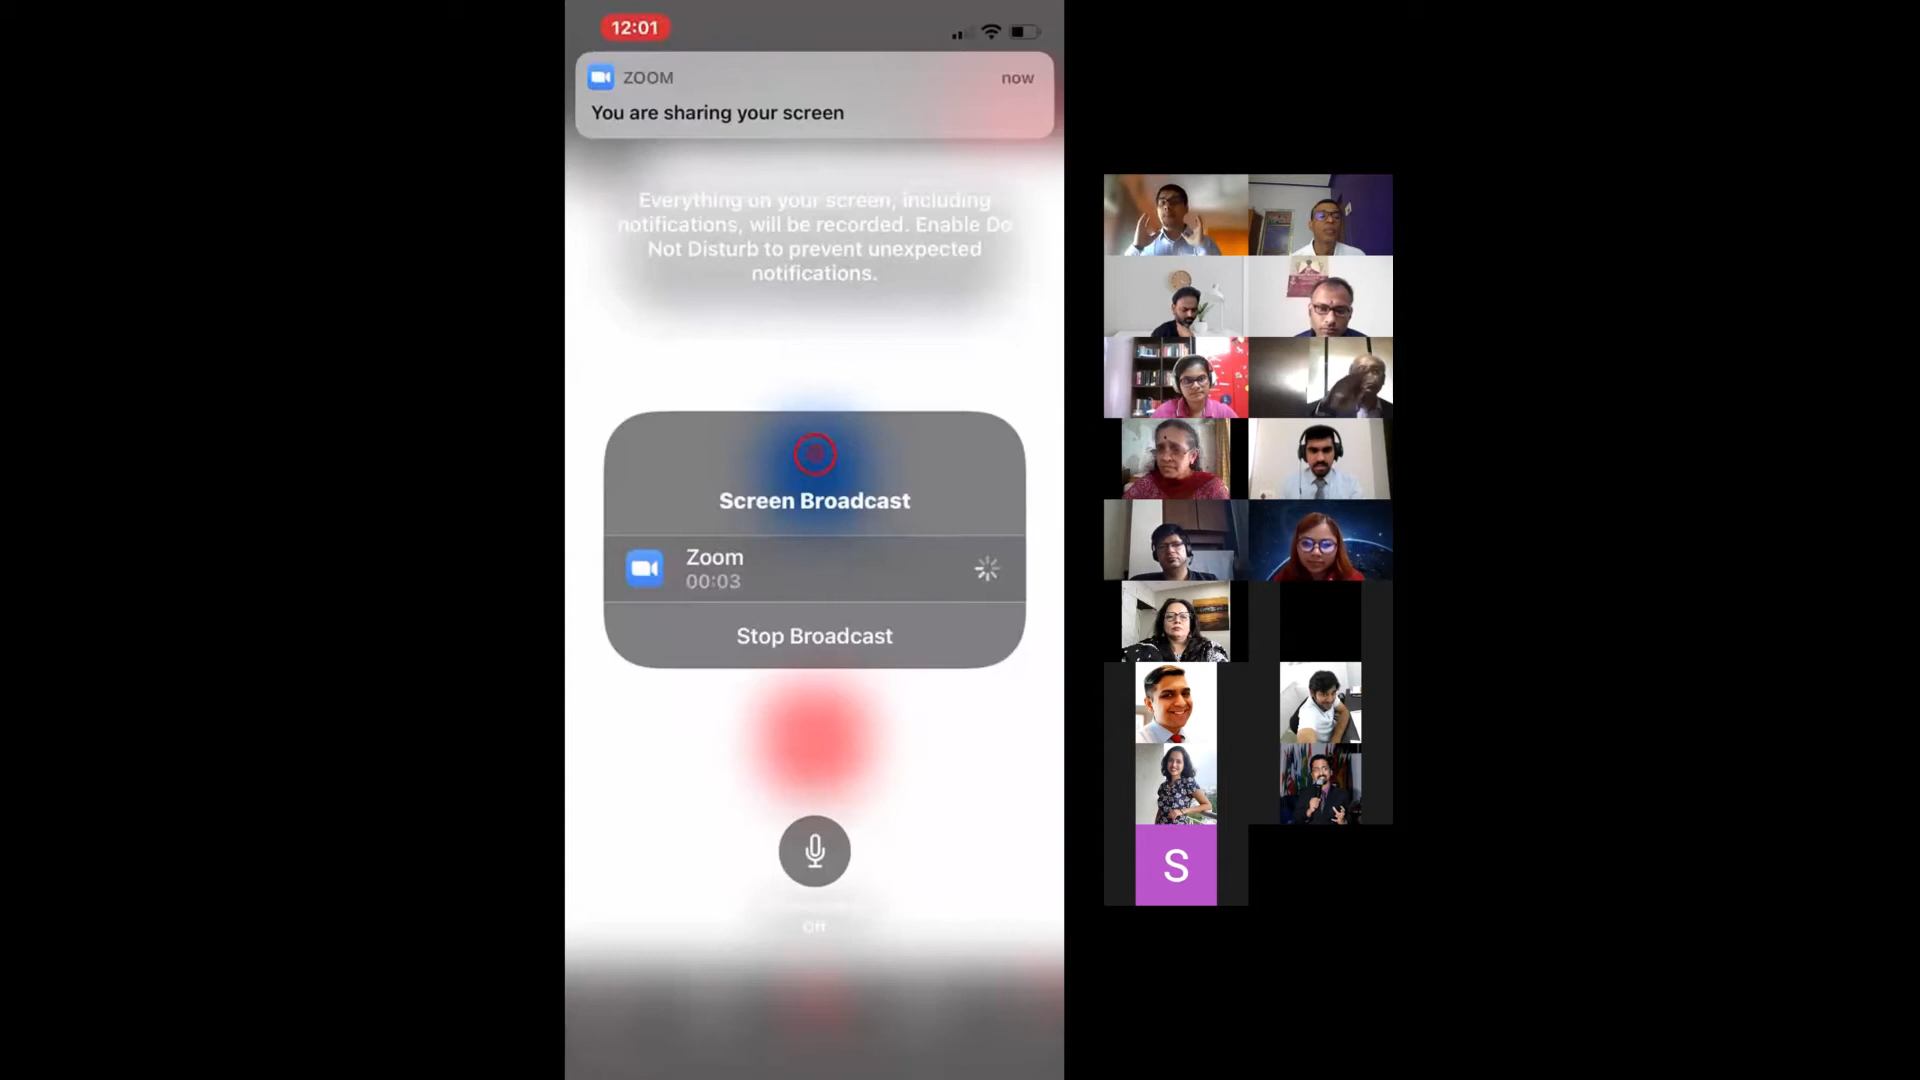 12:01
ZOOM
now
You are sharing your screen
Everything on your screen, including
notifications, will be recorded. Enable Do
Not Disturb to prevent unexpected
notifications.
Screen Broadcast
Zoom
00:03
Stop Broadcast
Off
S